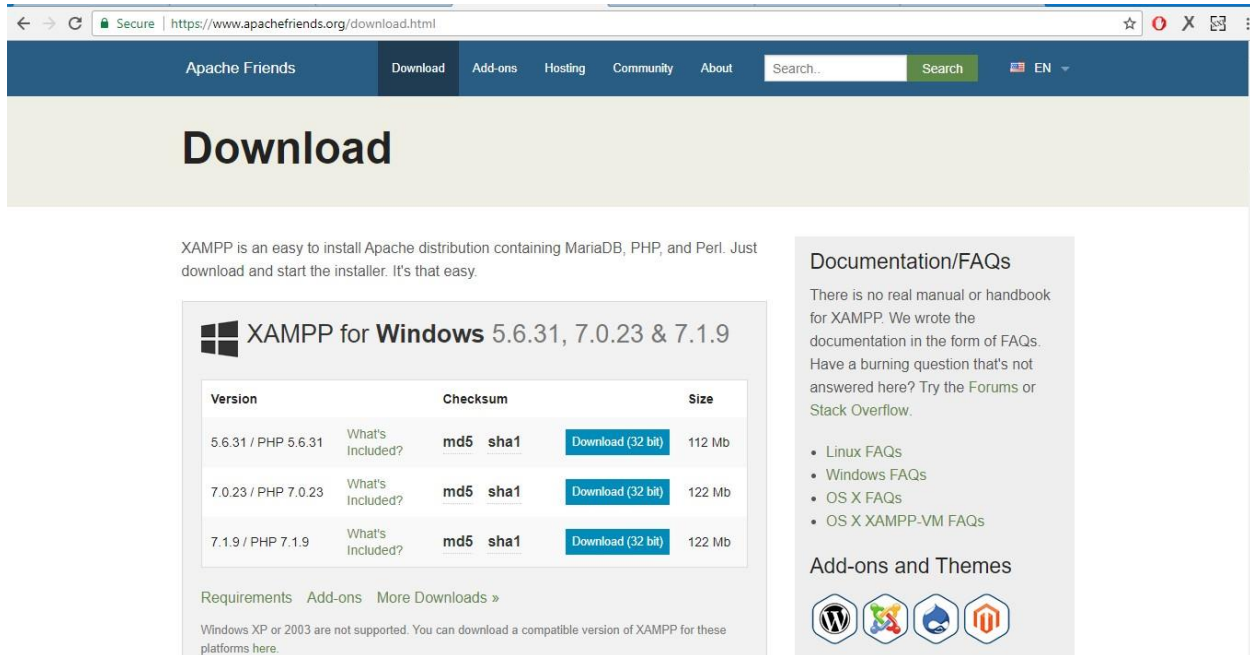 Secure | https://www.apachefriends.org/download.html
Apache Friends Download Add-ons Hosting Community About Search.. Search EN
Download
XAMPP is an easy to install Apache distribution containing MariaDB, PHP, and Perl. Just
download and start the installer. It's that easy.
XAMPP for Windows 5.6.31, 7.0.23 & 7.1.9
Version Checksum Size
5.6.31 / PHP 5.6.31 What's Included? md5 sha1 Download (32 bit) 112 Mb
7.0.23 / PHP 7.0.23 What's Included? md5 sha1 Download (32 bit) 122 Mb
7.1.9 / PHP 7.1.9 What's Included? md5 sha1 Download (32 bit) 122 Mb
Requirements Add-ons More Downloads »
Windows XP or 2003 are not supported. You can download a compatible version of XAMPP for these
platforms here.
Documentation/FAQs
There is no real manual or handbook
for XAMPP. We wrote the
documentation in the form of FAQs.
Have a burning question that's not
answered here? Try the Forums or
Stack Overflow.
• Linux FAQs
• Windows FAQs
• OS X FAQs
• OS X XAMPP-VM FAQs
Add-ons and Themes